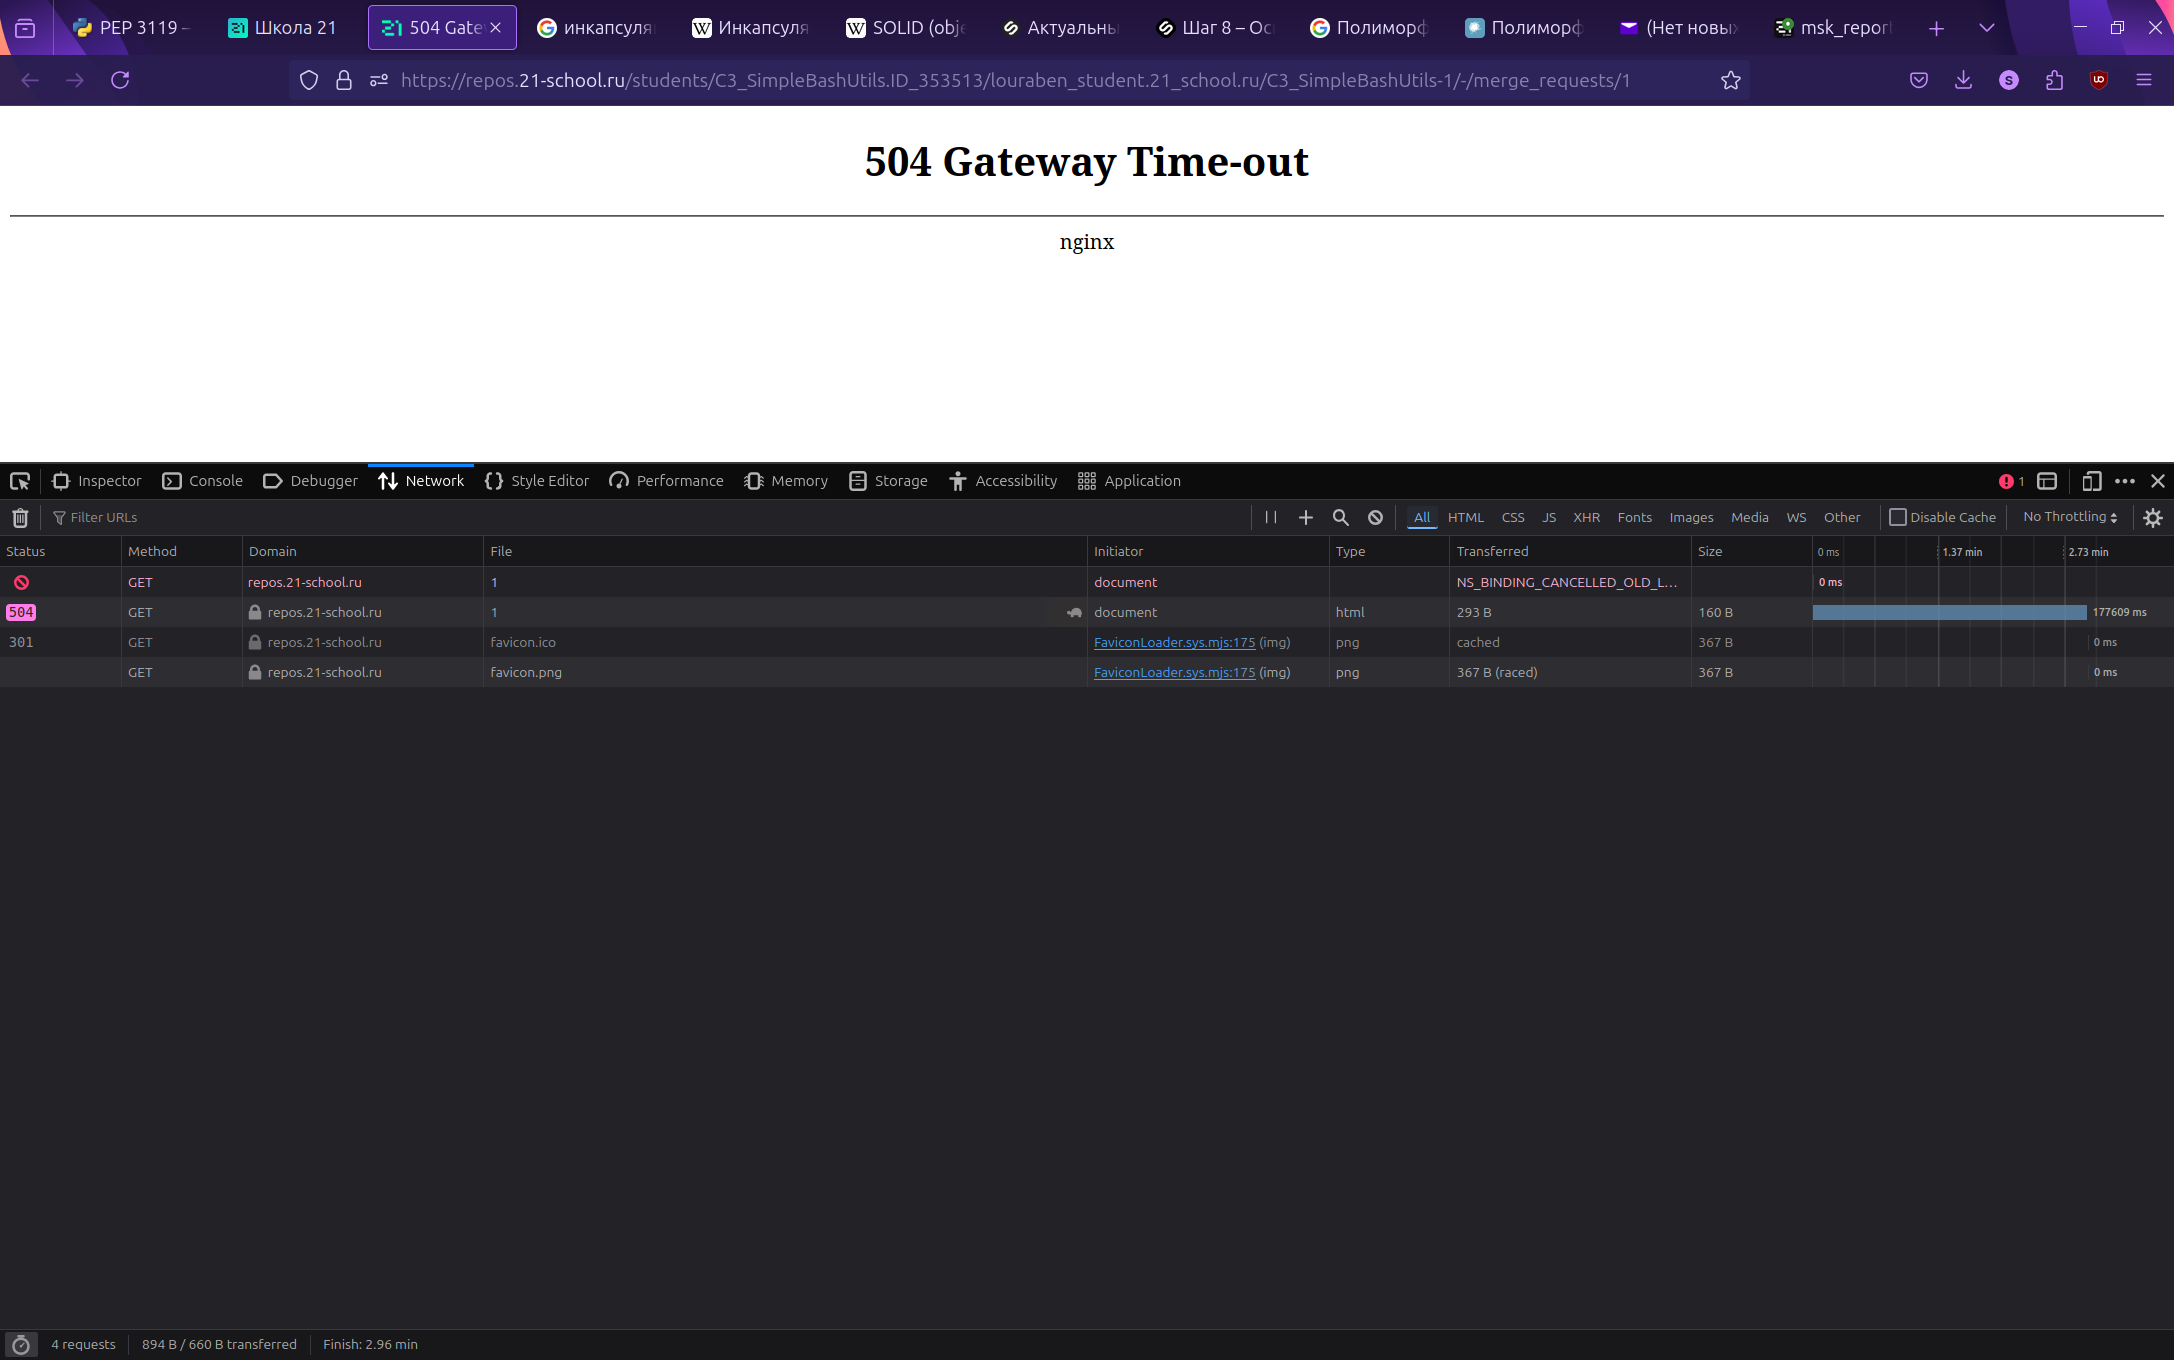 PEP 3119 –
Школа 21
504 Gate
инкапсуля
Инкапсуля
SOLID (obje
Актуальны
Шаг 8 – Ос
Полиморф
Полиморф
(Нет новых
msk_report
https://repos.21-school.ru/students/C3_SimpleBashUtils.ID_353513/louraben_student.21_school.ru/C3_SimpleBashUtils-1/-/merge_requests/1
504 Gateway Time-out
nginx
Inspector Console Debugger Network Style Editor Performance Memory Storage Accessibility Application 1
Filter URLs All HTML CSS JS XHR Fonts Images Media WS Other Disable Cache No Throttling
Status Method Domain File Initiator Type Transferred Size 0 ms 1.37 min 2.73 min
GET repos.21-school.ru 1 document NS_BINDING_CANCELLED_OLD_L… 0 ms
504 GET repos.21-school.ru 1 document html 293 B 160 B 177609 ms
301 GET repos.21-school.ru favicon.ico FaviconLoader.sys.mjs:175 (img) png cached 367 B 0 ms
GET repos.21-school.ru favicon.png FaviconLoader.sys.mjs:175 (img) png 367 B (raced) 367 B 0 ms
4 requests 894 B / 660 B transferred Finish: 2.96 min